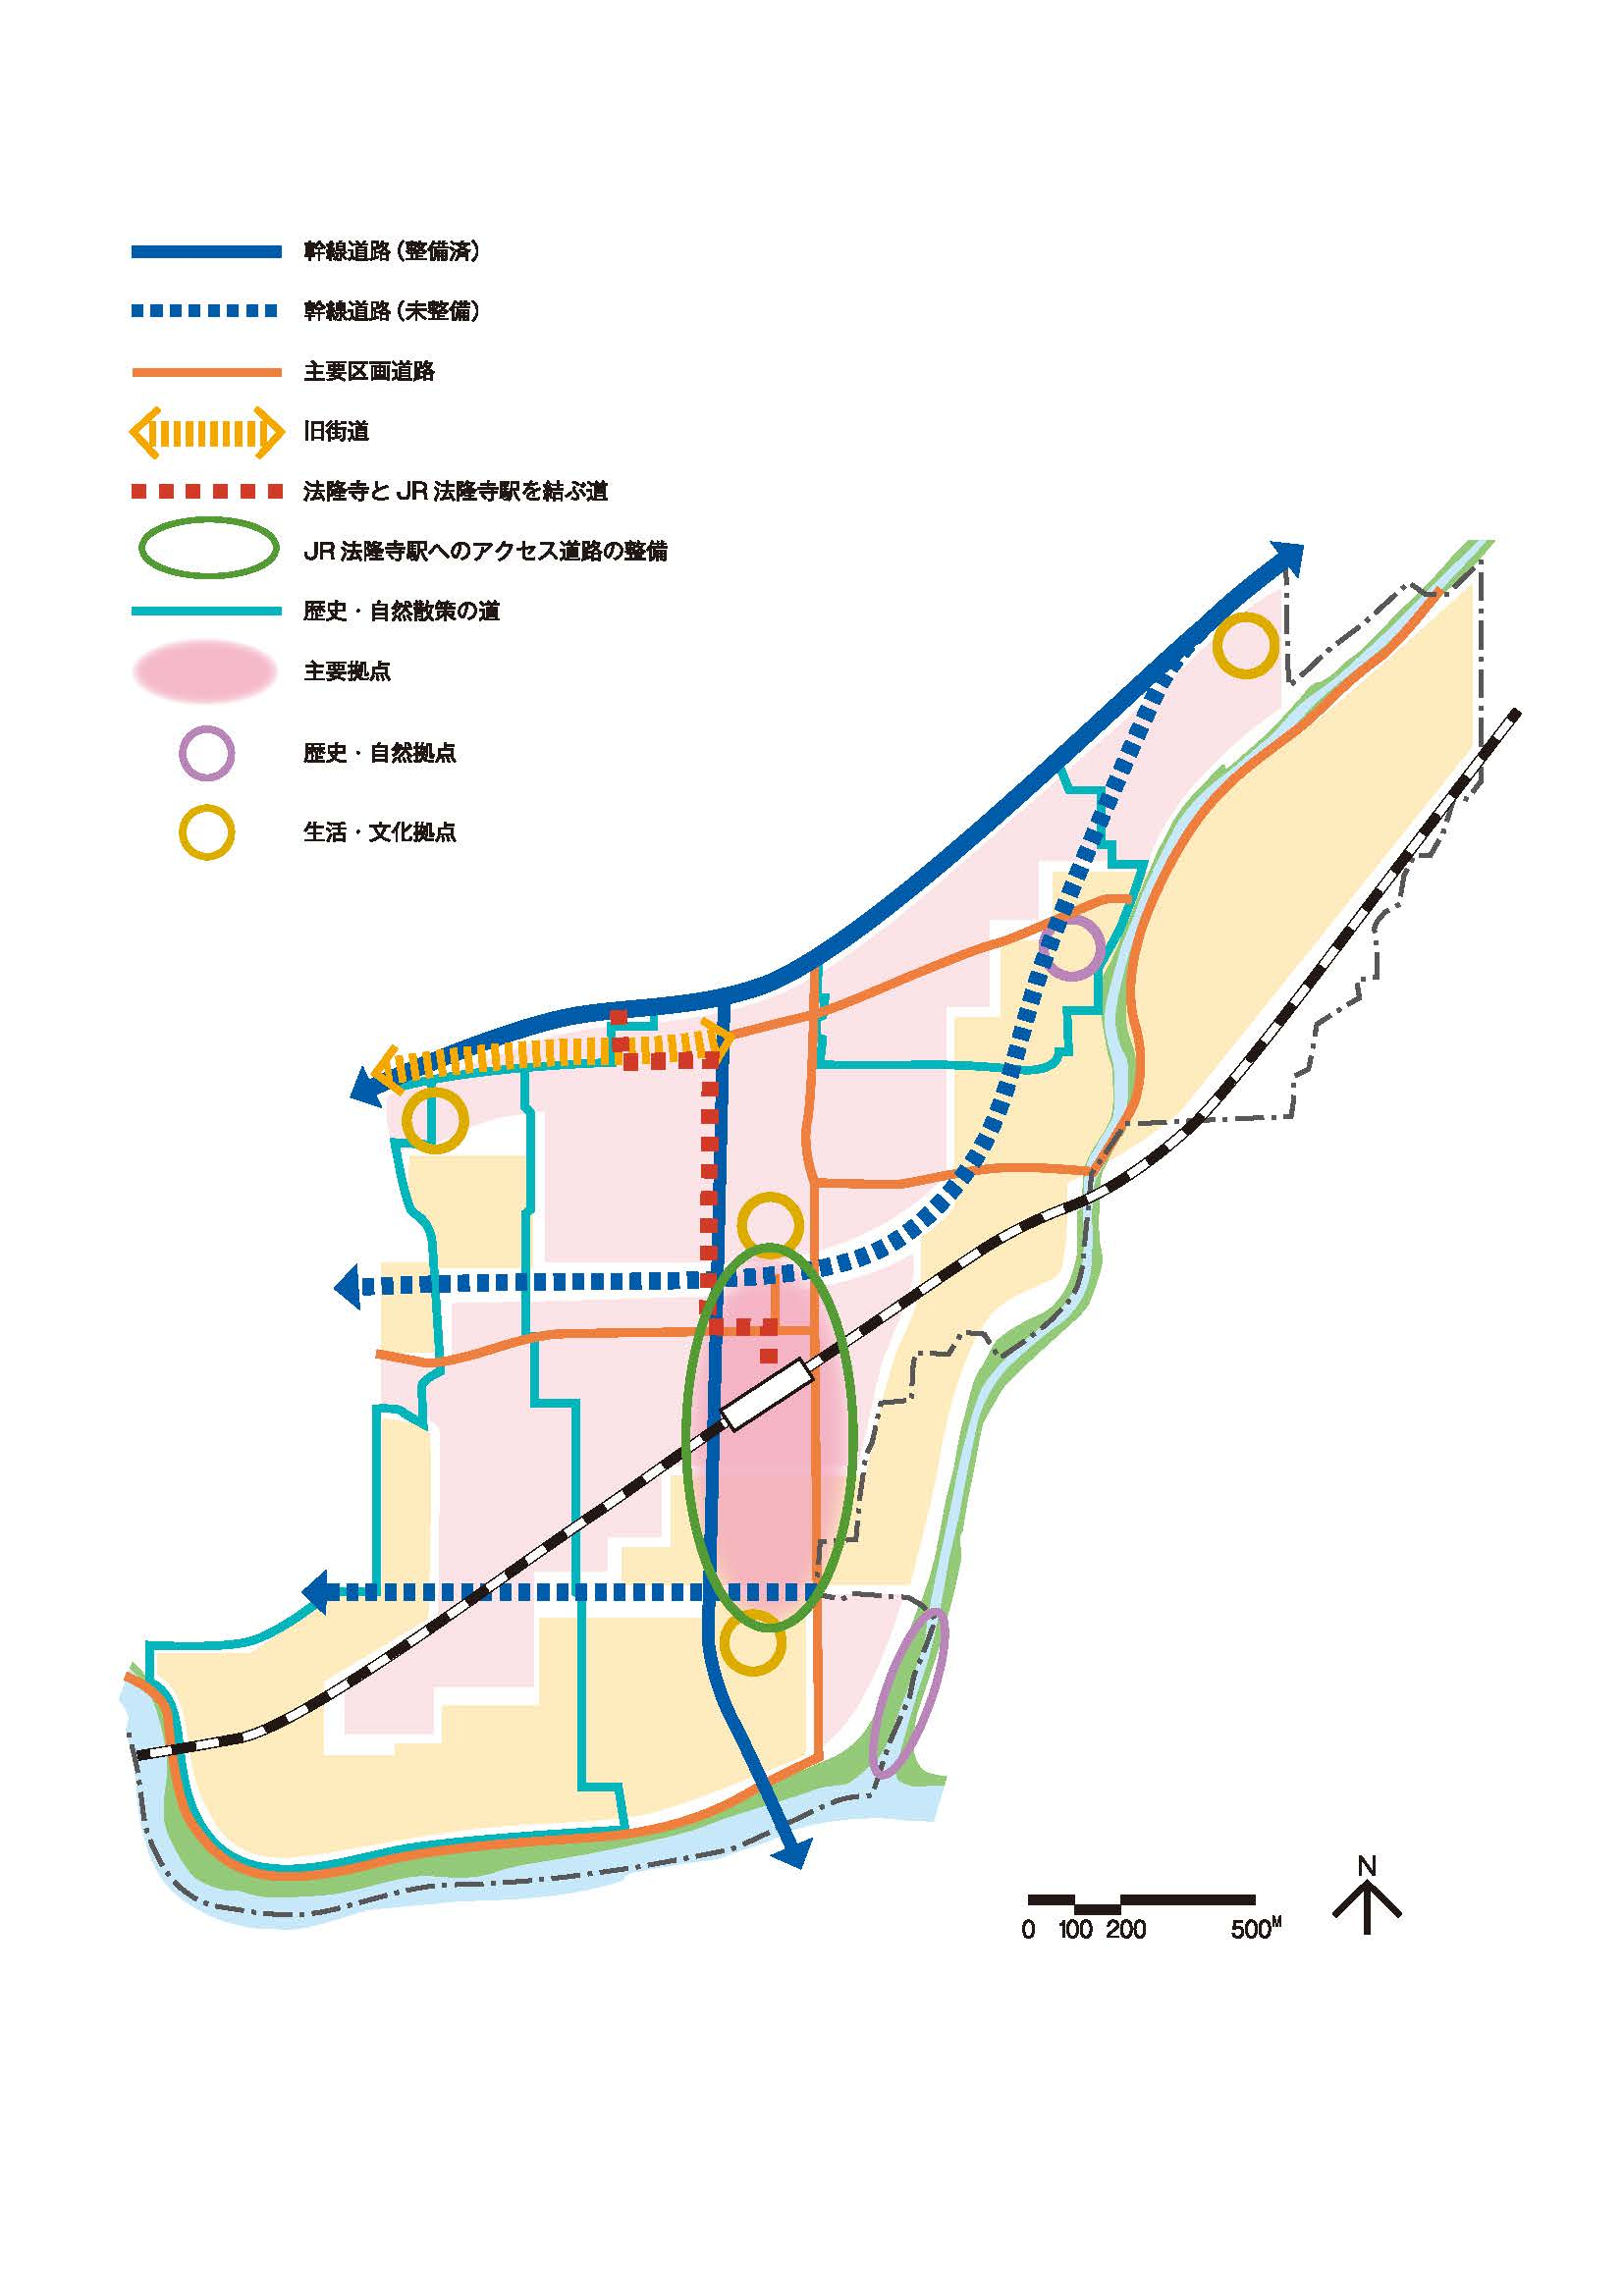 幹線道路（整備済）
幹線道路（未整備）
主要区画道路
旧街道
法隆寺とJR法隆寺駅を結ぶ道
JR法隆寺駅へのアクセス道路の整備
歴史・自然散策の道
主要拠点
歴史・自然拠点
生活・文化拠点
N
0 100 200 500M